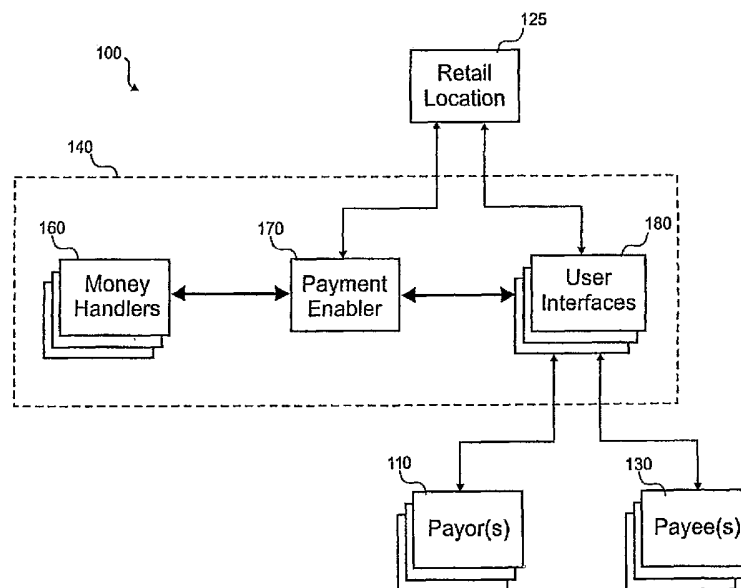 125
100
Retail
Location
140
160
170
180
Money
Handlers
Payment
Enabler
User
Interfaces
110
130
Payor(s)
Payee(s)